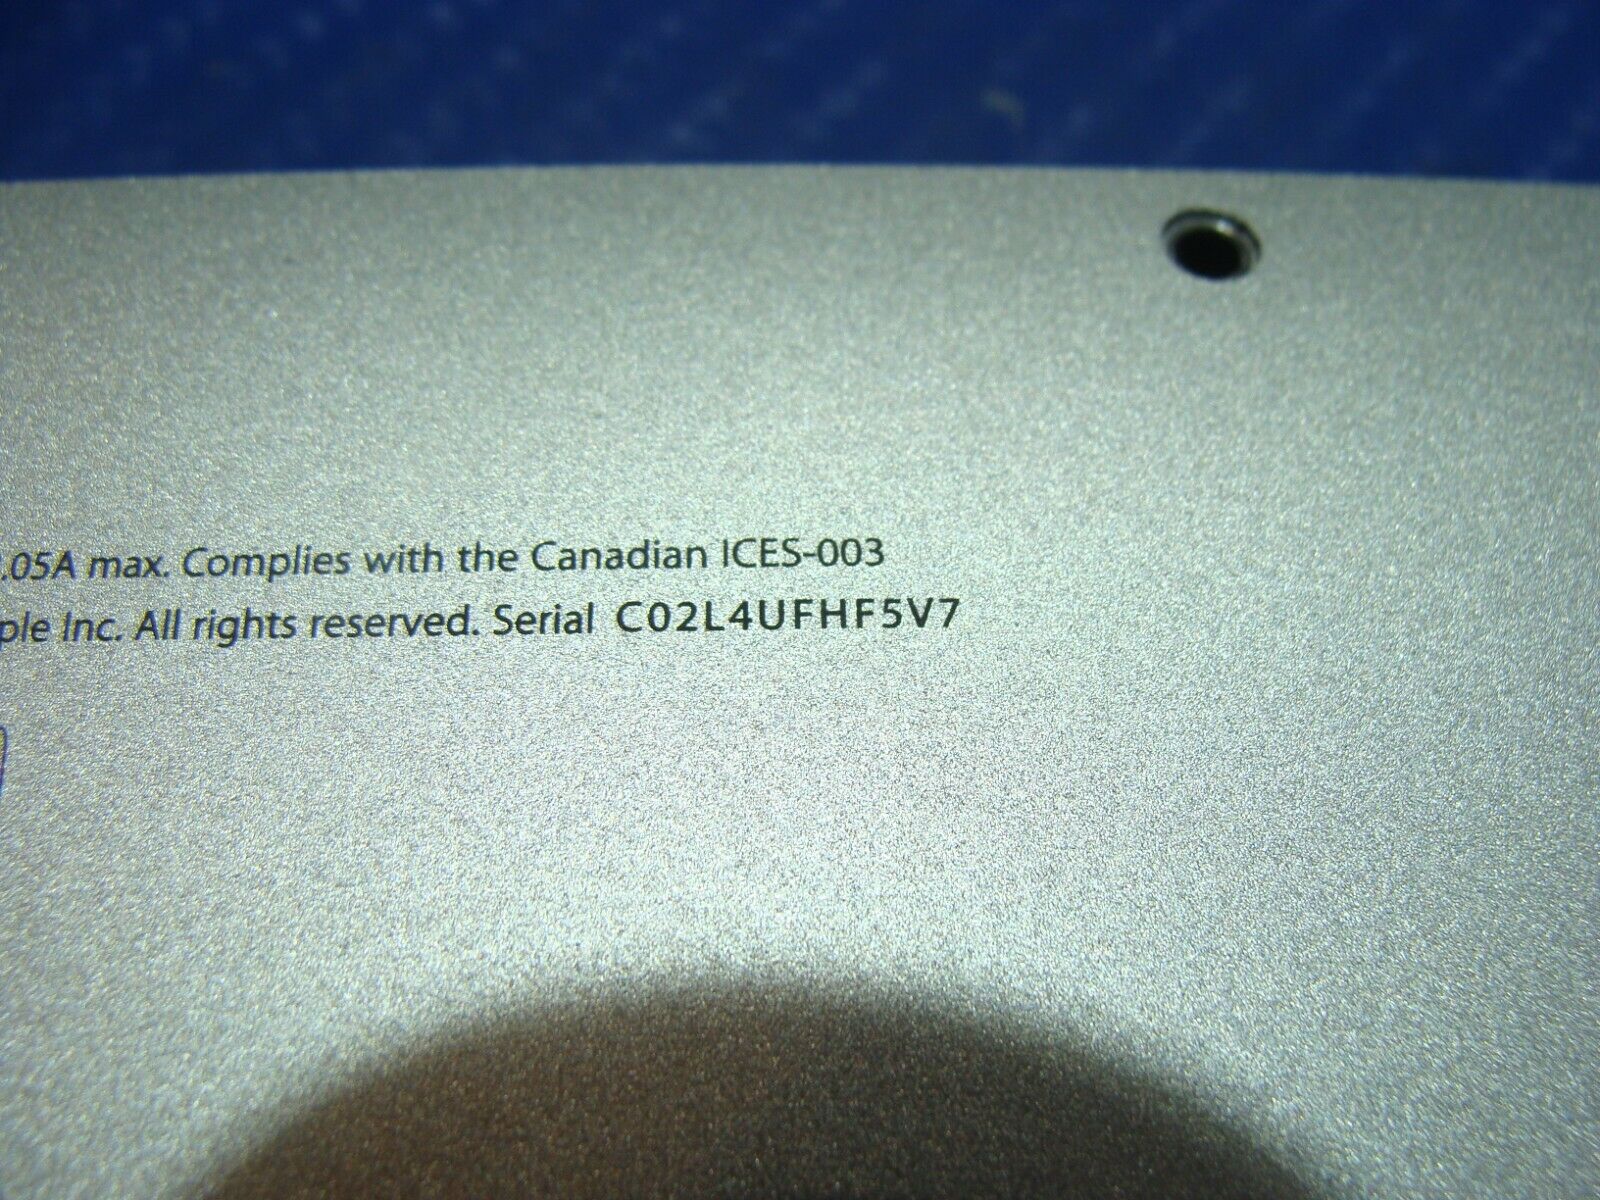 .05A max. Complies with the Canadian ICES-003
ple Inc. All rights reserved. Serial C02L4UFHF5V7